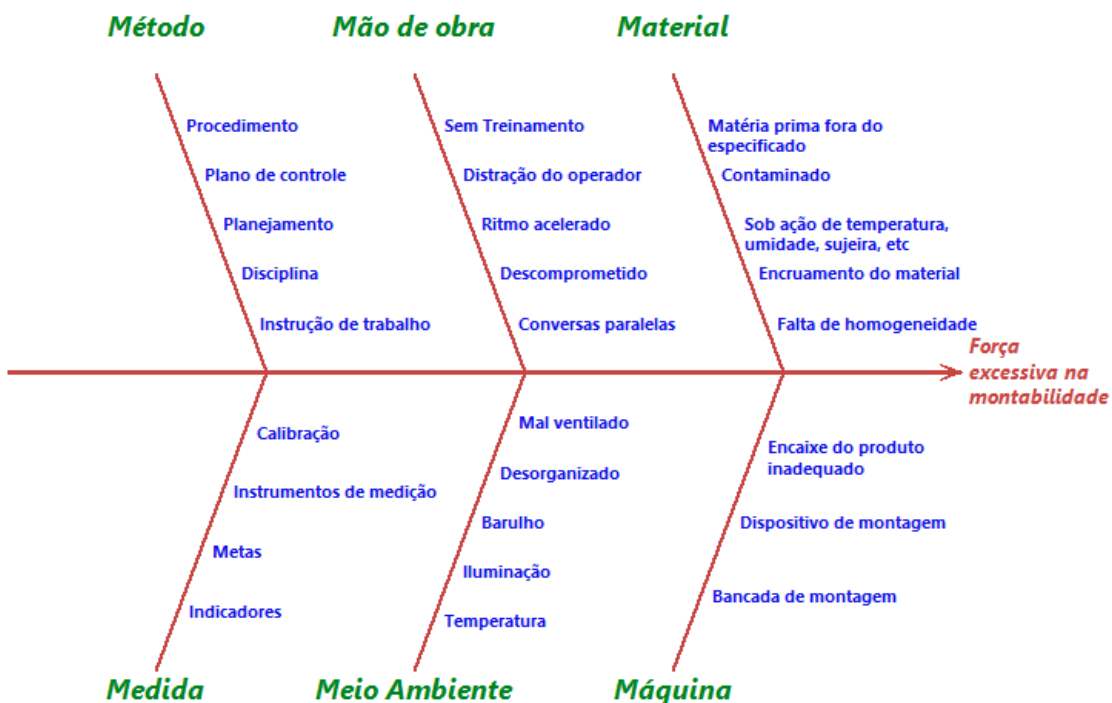 Método
Mão de obra
Material
Procedimento
Plano de controle
Planejamento
Disciplina
Instrução de trabalho
Sem Treinamento
Distração do operador
Ritmo acelerado
Descomprometido
Conversas paralelas
Matéria prima fora do
especificado
Contaminado
Sob ação de temperatura,
umidade, sujeira, etc
Encruamento do material
Falta de homogeneidade
Força
excessiva na
montabilidade
Calibração
Instrumentos de medição
Metas
Indicadores
Mal ventilado
Desorganizado
Barulho
Iluminação
Temperatura
Encaixe do produto
inadequado
Dispositivo de montagem
Bancada de montagem
Medida
Meio Ambiente
Máquina